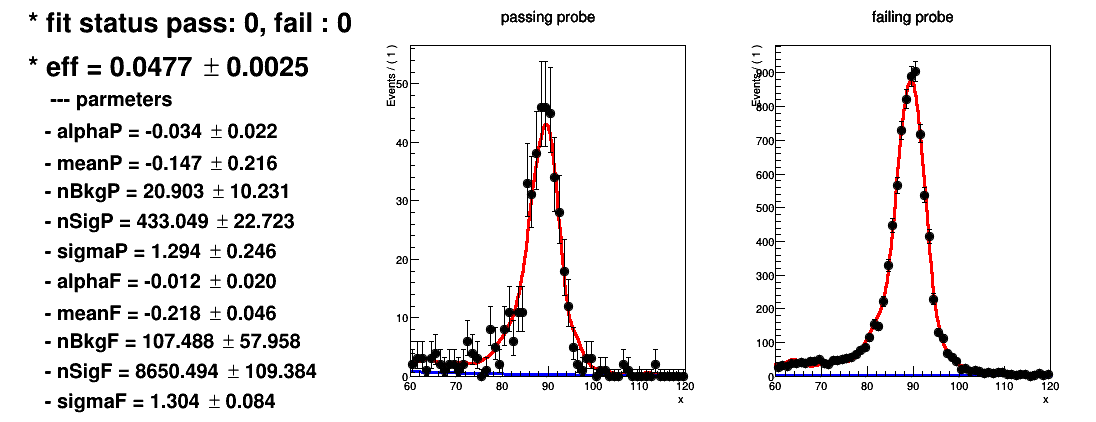 * fit status pass: 0, fail : 0
* eff = 0.0477 ± 0.0025
--- parmeters
- alphaP = -0.034 ± 0.022
- meanP = -0.147 ± 0.216
- nBkgP = 20.903 ± 10.231
- nSigP = 433.049 ± 22.723
- sigmaP = 1.294 ± 0.246
- alphaF = -0.012 ± 0.020
- meanF = -0.218 ± 0.046
- nBkgF = 107.488 ± 57.958
- nSigF = 8650.494 ± 109.384
- sigmaF = 1.304 ± 0.084
passing probe
Events / ( 1 )
50
40
30
20
10
0
60 70 80 90 100 110 120
x
failing probe
Events / ( 1 )
900
800
700
600
500
400
300
200
100
0
60 70 80 90 100 110 120
x